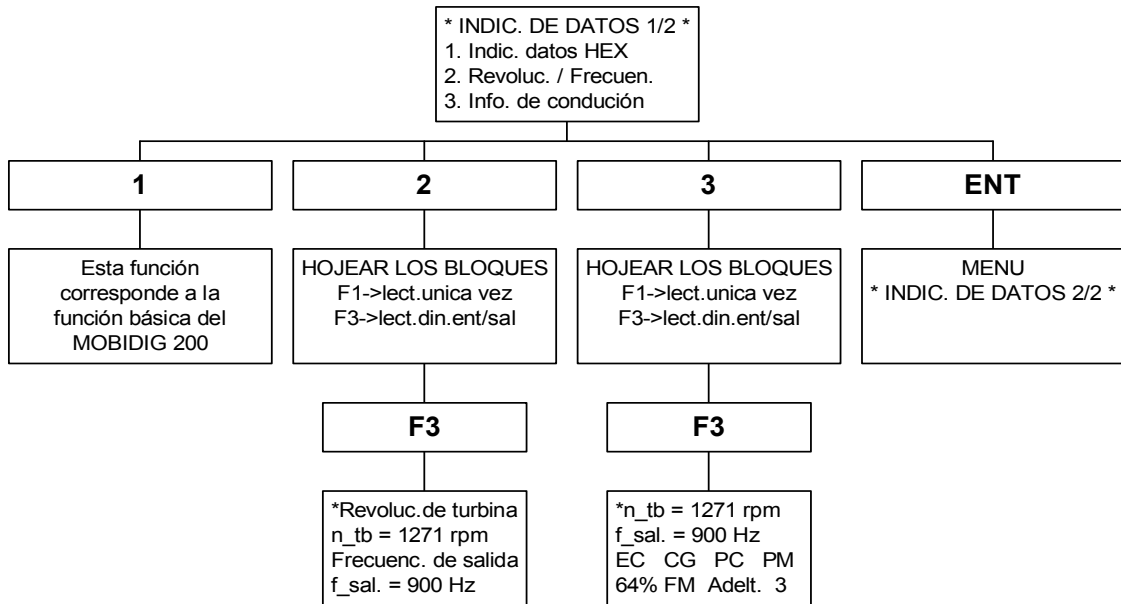 * INDIC. DE DATOS 1/2 *
1. Indic. datos HEX
2. Revoluc. / Frecuen.
3. Info. de condución
1
2
3
ENT
Esta función
corresponde a la
función básica del
MOBIDIG 200
HOJEAR LOS BLOQUES
F1->lect.unica vez
F3->lect.din.ent/sal
HOJEAR LOS BLOQUES
F1->lect.unica vez
F3->lect.din.ent/sal
MENU
* INDIC. DE DATOS 2/2 *
F3
F3
*Revoluc.de turbina
n_tb = 1271 rpm
Frecuenc. de salida
f_sal. = 900 Hz
*n_tb = 1271 rpm
f_sal. = 900 Hz
EC CG PC PM
64% FM Adelt. 3